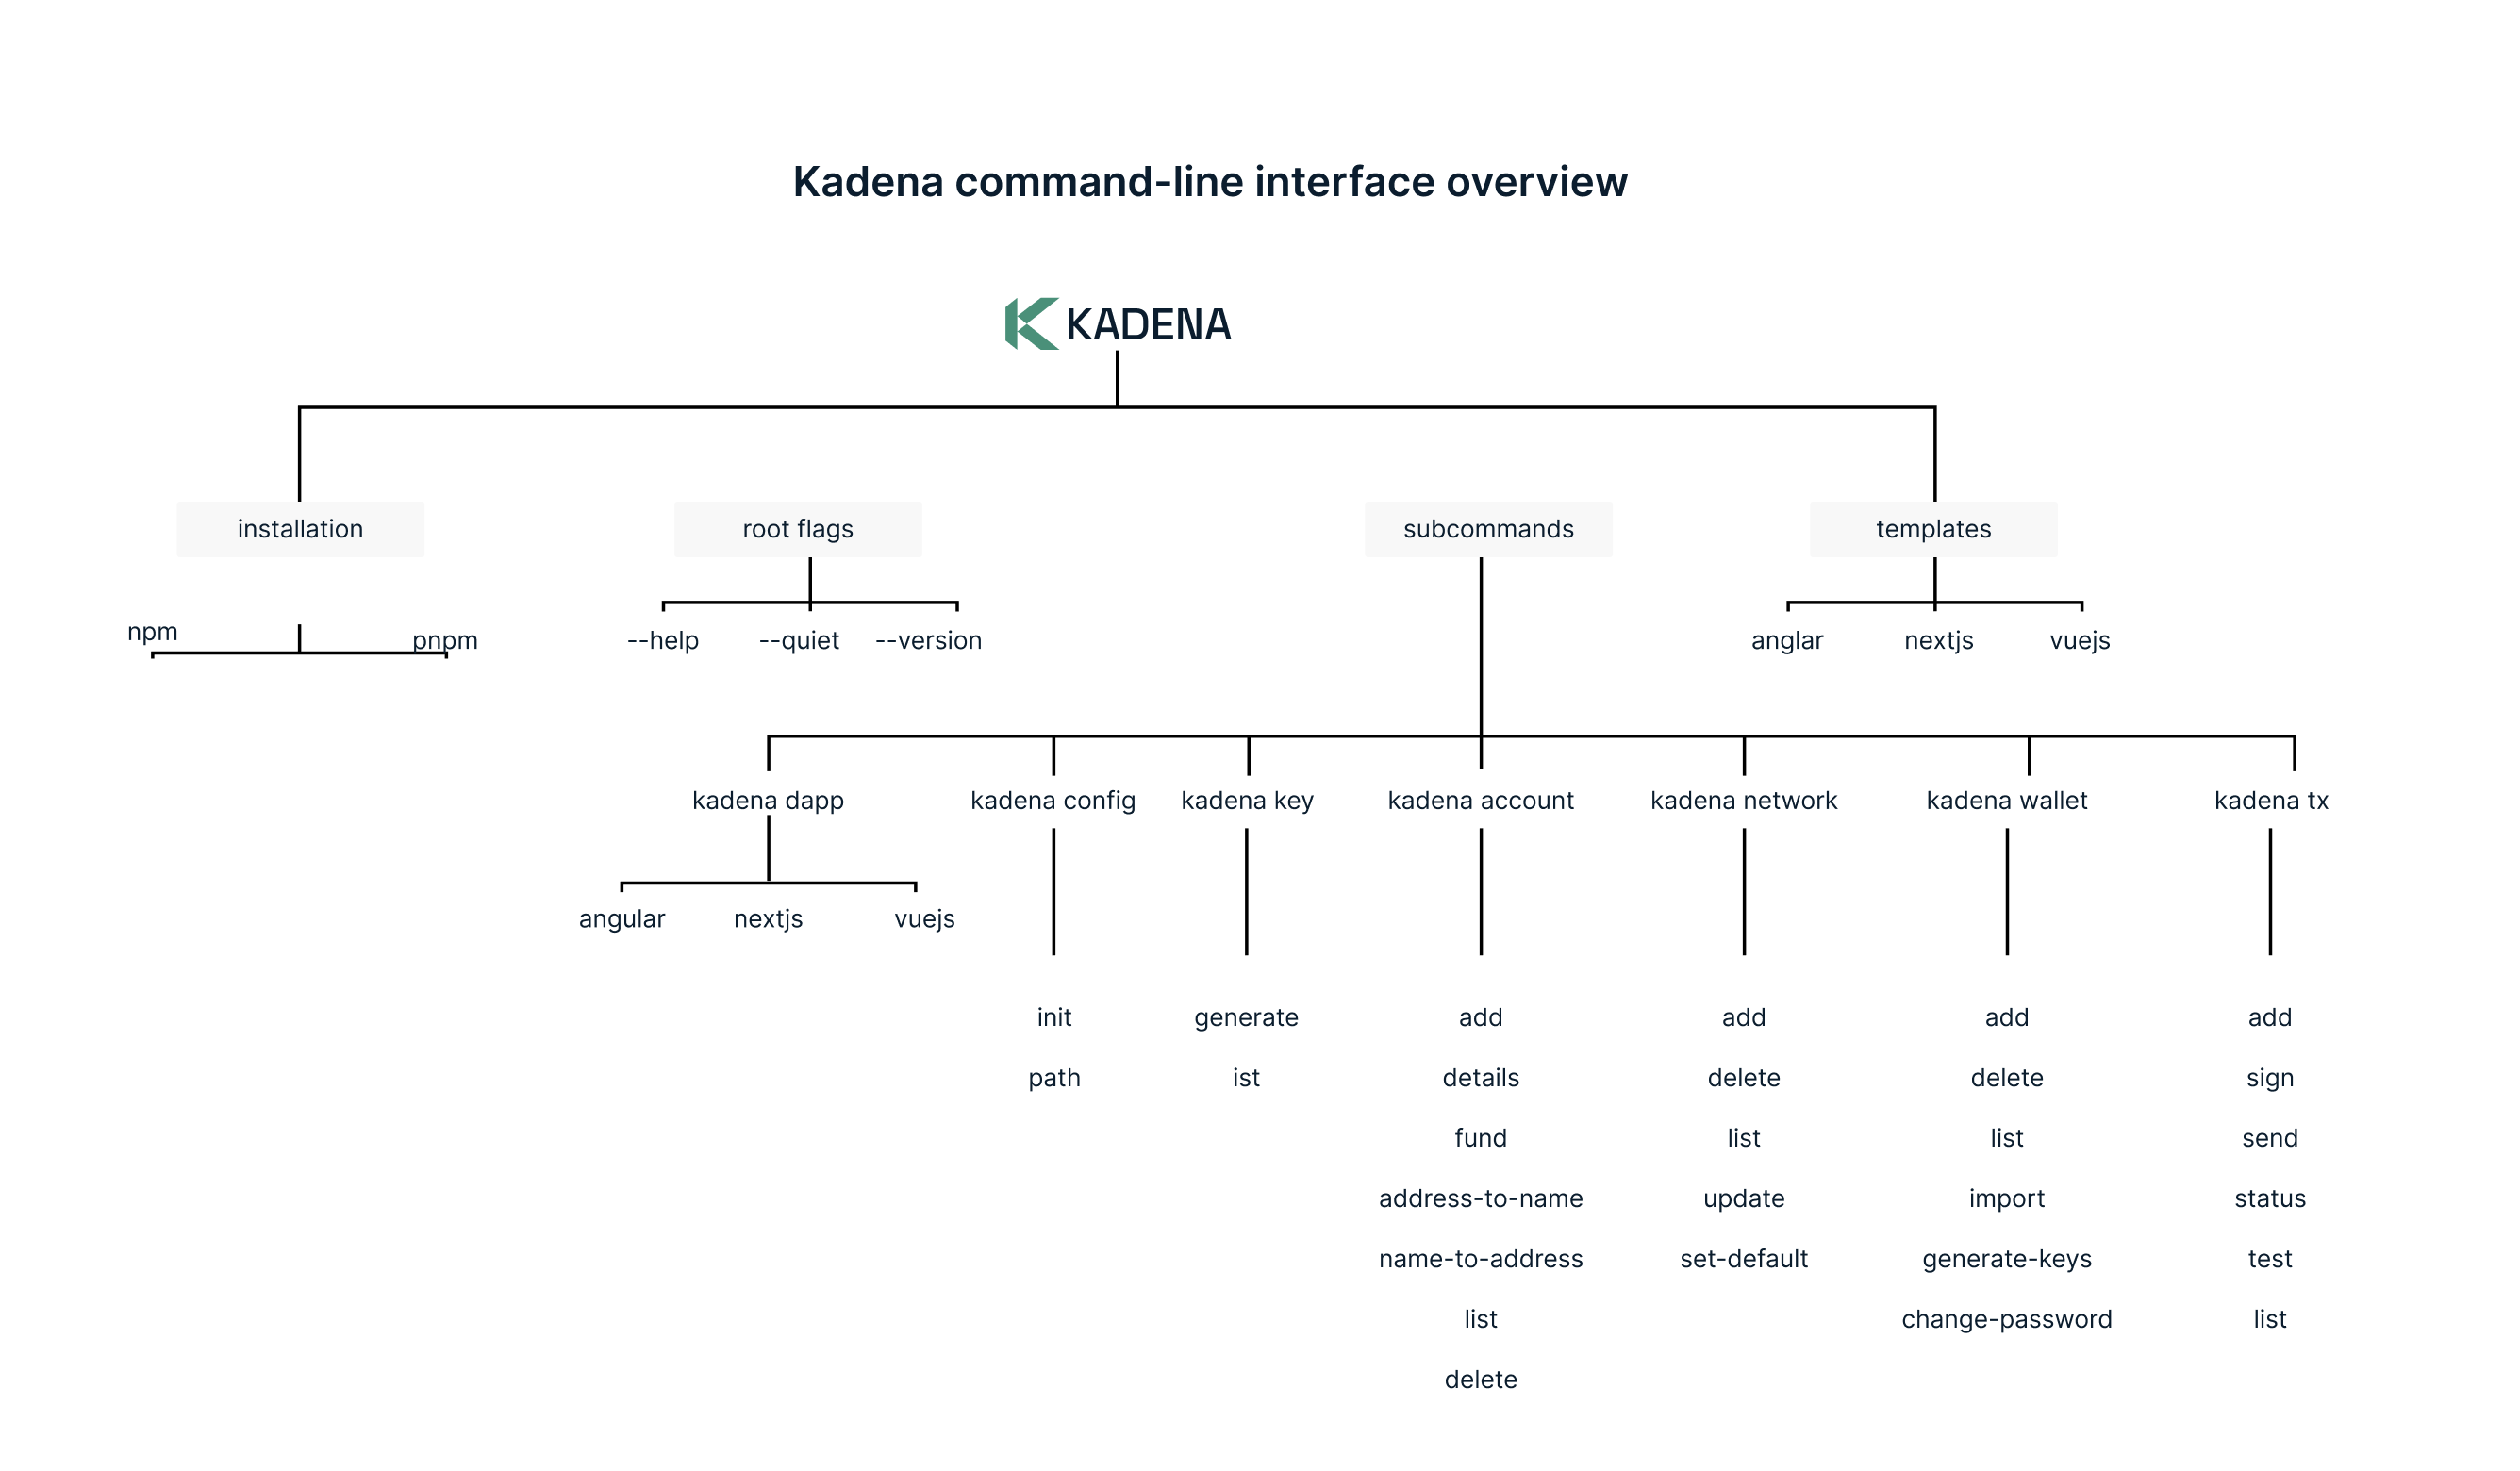 Kadena command-line interface overview
KADENA
installation root flags subcommands templates
npm pnpm --help --quiet --version anglar nextjs vuejs
kadena dapp kadena config kadena key kadena account kadena network kadena wallet kadena tx
angular nextjs vuejs
init generate add add add add
path ist details delete delete sign
fund list list send
address-to-name update import status
name-to-address set-default generate-keys test
list change-password list
delete